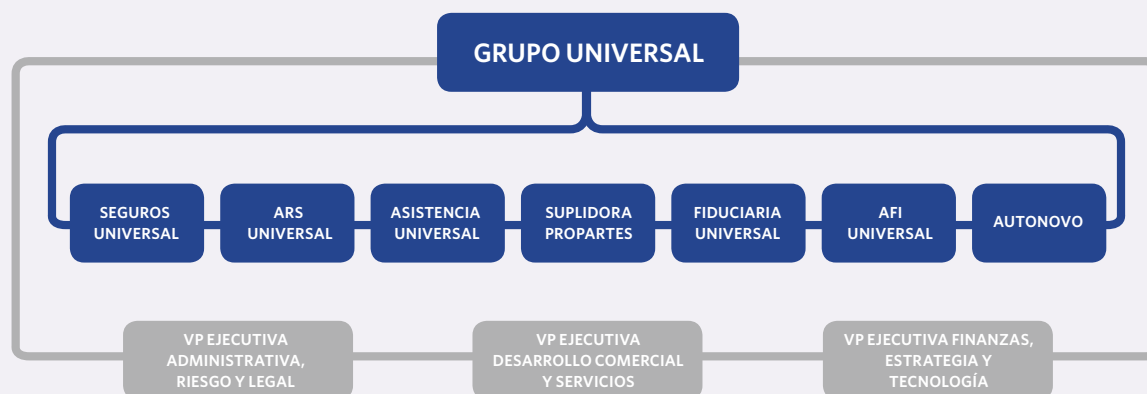 GRUPO UNIVERSAL
SEGUROS
UNIVERSAL
ARS
UNIVERSAL
ASISTENCIA
UNIVERSAL
SUPLIDORA
PROPARTES
FIDUCIARIA
UNIVERSAL
AFI
UNIVERSAL
AUTONOVO
VP EJECUTIVA
ADMINISTRATIVA,
RIESGO Y LEGAL
VP EJECUTIVA
DESARROLLO COMERCIAL
Y SERVICIOS
VP EJECUTIVA FINANZAS,
ESTRATEGIA Y
TECNOLOGÍA